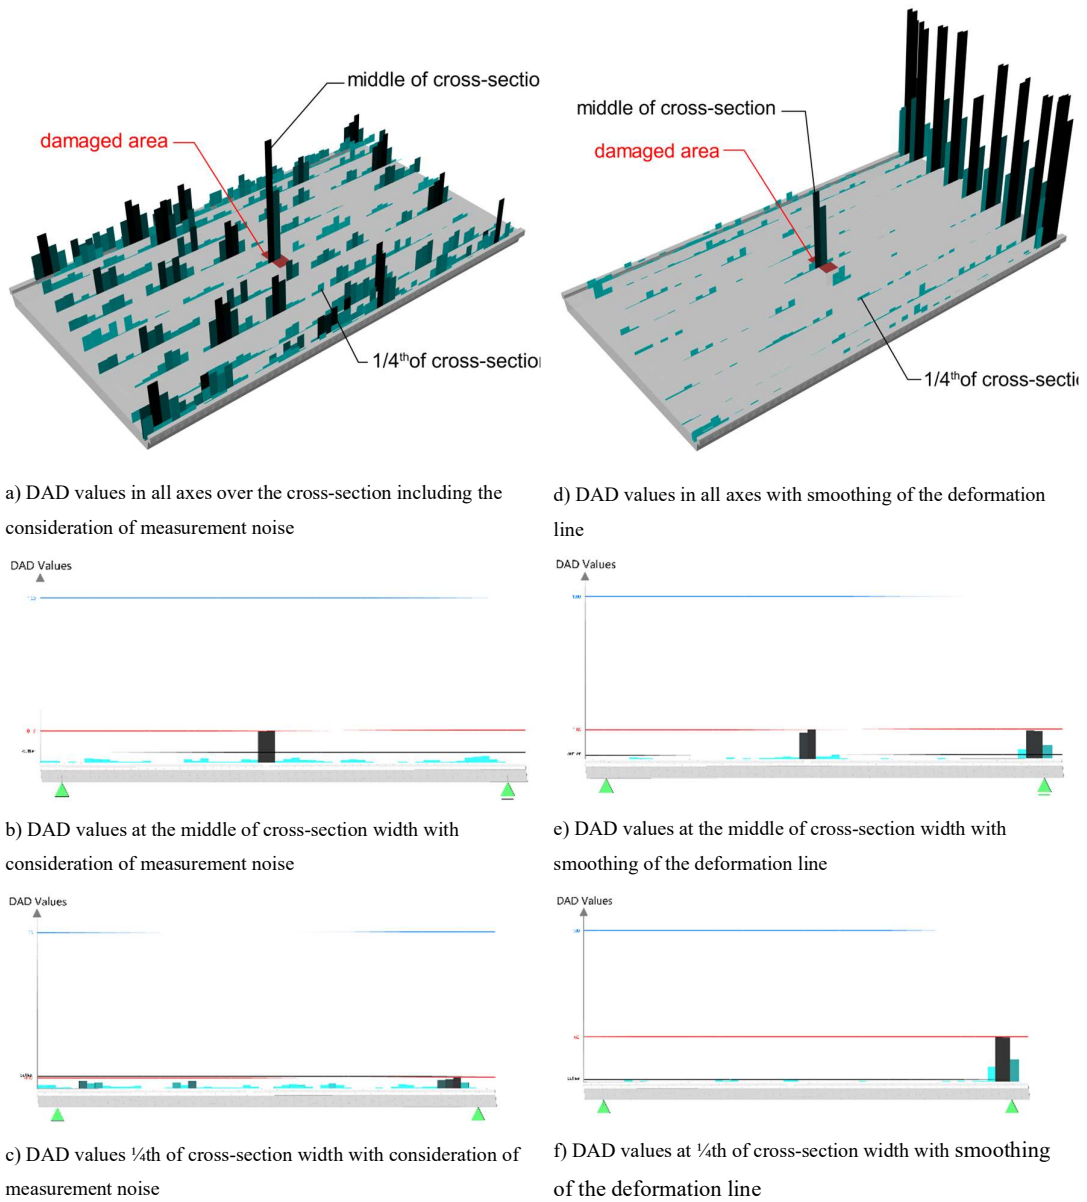 middle of cross-sectio
damaged area
1/4thof cross-sectio
middle of cross-section
damaged area
1/4thof cross-secti
a) DAD values in all axes over the cross-section including the
consideration of measurement noise
d) DAD values in all axes with smoothing of the deformation
line
DAD Values
b) DAD values at the middle of cross-section width with
consideration of measurement noise
DAD Values
e) DAD values at the middle of cross-section width with
smoothing of the deformation line
DAD Values
c) DAD values ¼th of cross-section width with consideration of
measurement noise
DAD Values
f) DAD values at ¼th of cross-section width with smoothing
of the deformation line